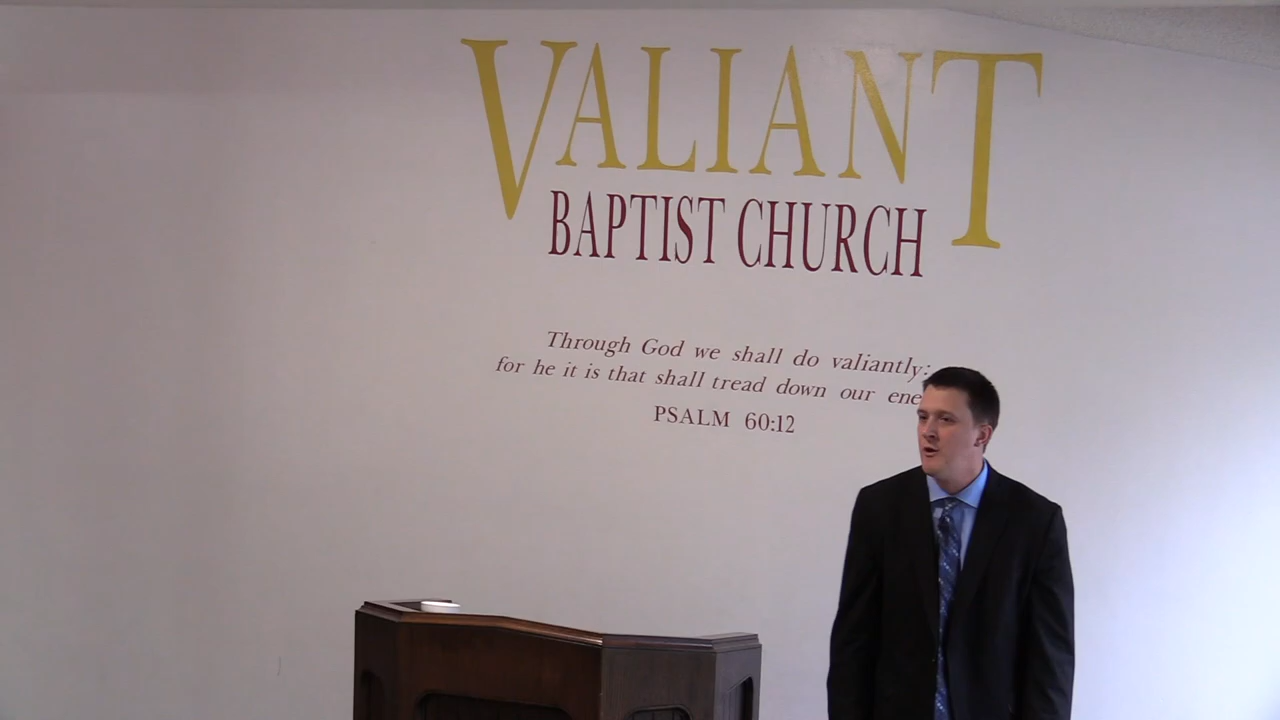 VALIANT
BAPTIST CHURCH
Through God we shall do valiantly:
for he it is that shall tread down our ene
PSALM 60:12